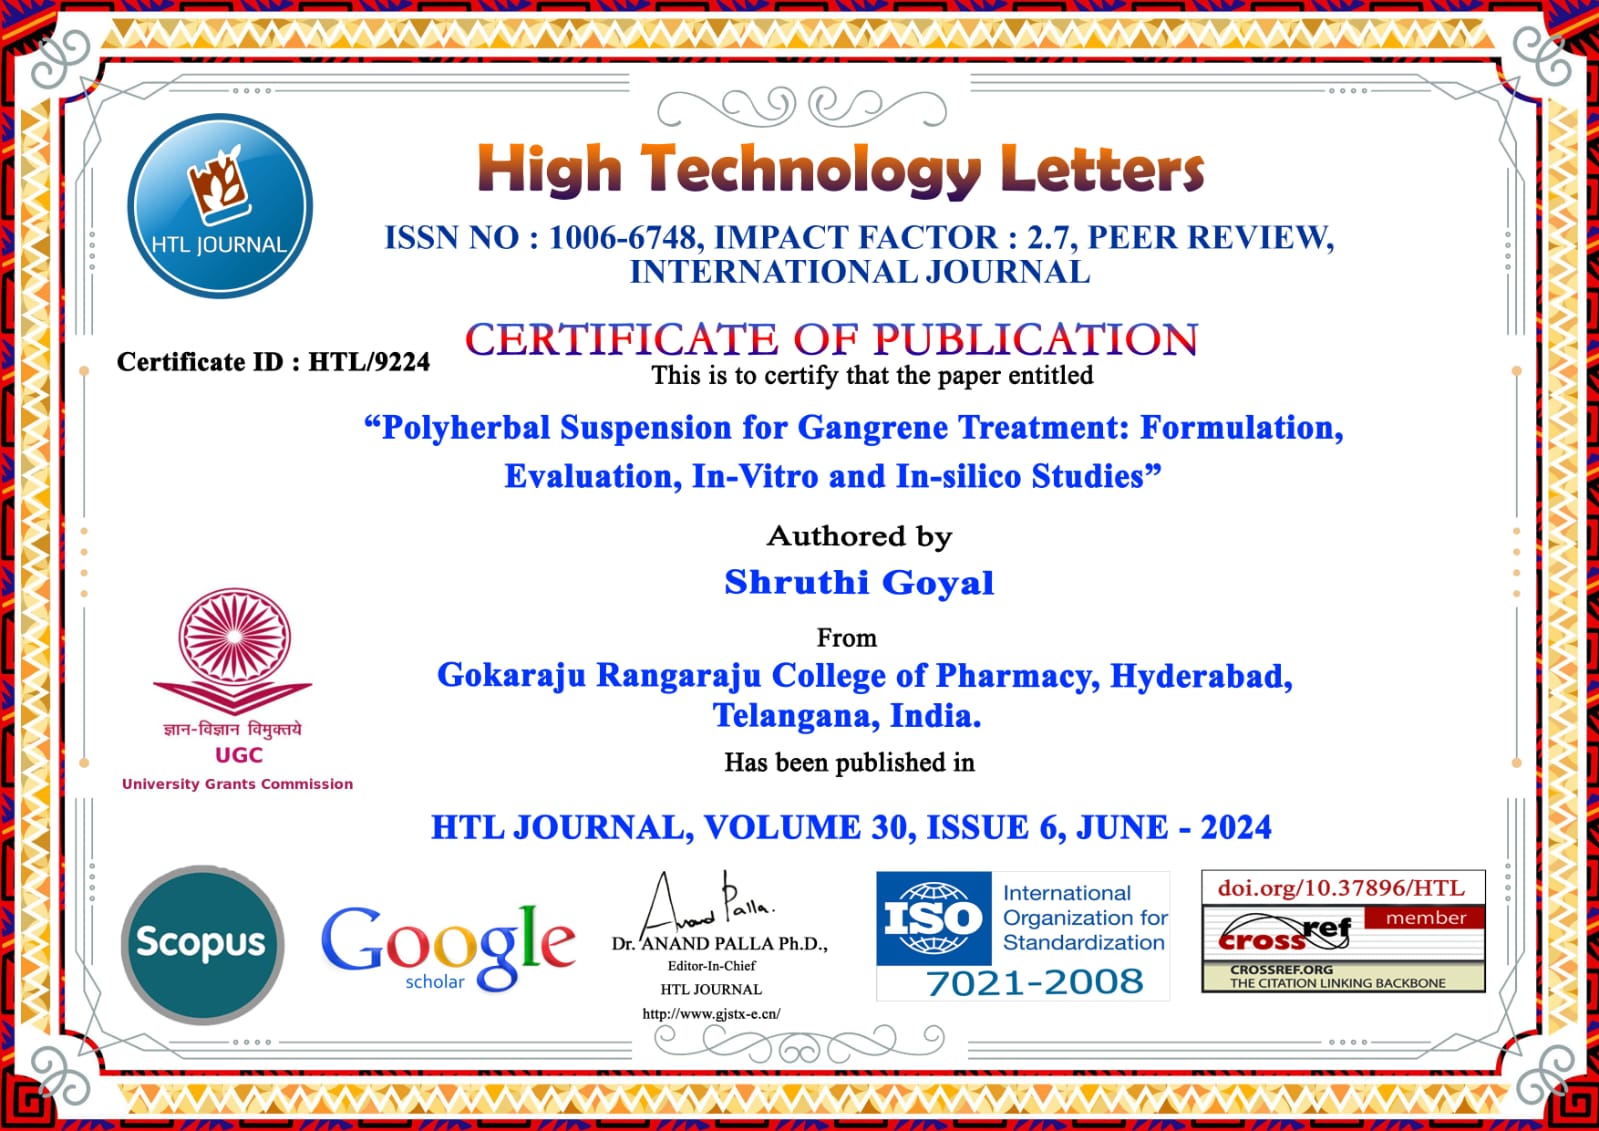 High Technology Letters
HTL JOURNAL
ISSN NO : 1006-6748, IMPACT FACTOR : 2.7, PEER REVIEW,
INTERNATIONAL JOURNAL
CERTIFICATE OF PUBLICATION
Certificate ID : HTL/9224
This is to certify that the paper entitled
“Polyherbal Suspension for Gangrene Treatment: Formulation,
Evaluation, In-Vitro and In-silico Studies”
Authored by
Shruthi Goyal
From
Gokaraju Rangaraju College of Pharmacy, Hyderabad,
Telangana, India.
ज्ञान-विज्ञान विमुक्तये
UGC
University Grants Commission
Has been published in
HTL JOURNAL, VOLUME 30, ISSUE 6, JUNE - 2024
Scopus
Google
scholar
Anand Palla.
Dr. ANAND PALLA Ph.D.,
Editor-In-Chief
HTL JOURNAL
http://www.gjstx-e.cn/
ISO
International
Organization for
Standardization
7021-2008
doi.org/10.37896/HTL
crossref
member
CROSSREF.ORG
THE CITATION LINKING BACKBONE